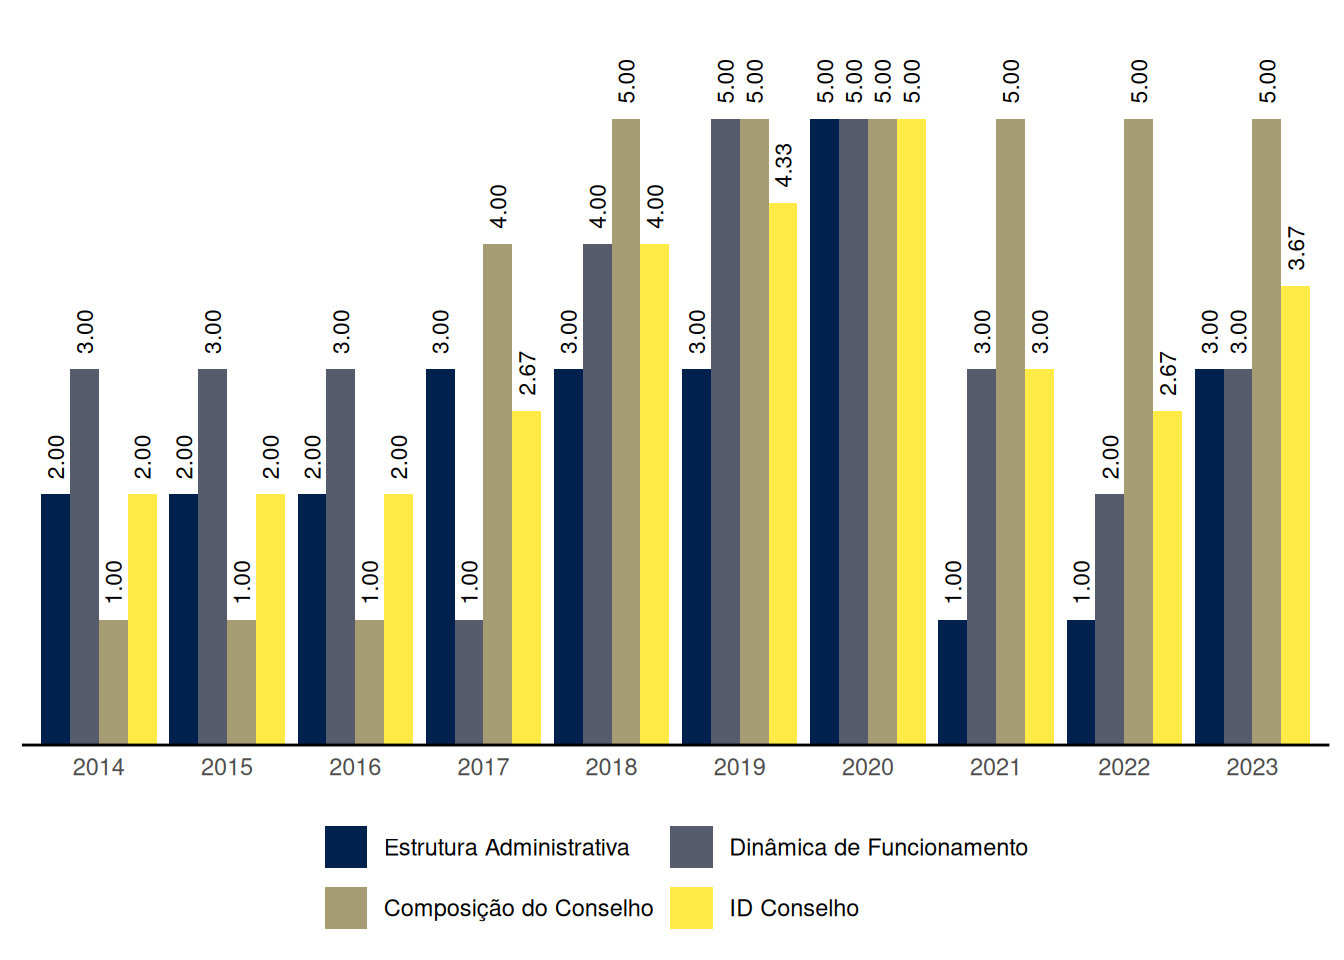 5.00 5.00 5.00 5.00 5.00 5.00 5.00 5.00 5.00 5.00
4.33
4.00 4.00 4.00
3.67
3.00 3.00 3.00 3.00 3.00 3.00 3.00 3.00 3.00 3.00
2.67 2.67
2.00 2.00 2.00 2.00 2.00 2.00 2.00
1.00 1.00 1.00 1.00 1.00 1.00
2014 2015 2016 2017 2018 2019 2020 2021 2022 2023
Estrutura Administrativa Dinâmica de Funcionamento
Composição do Conselho ID Conselho